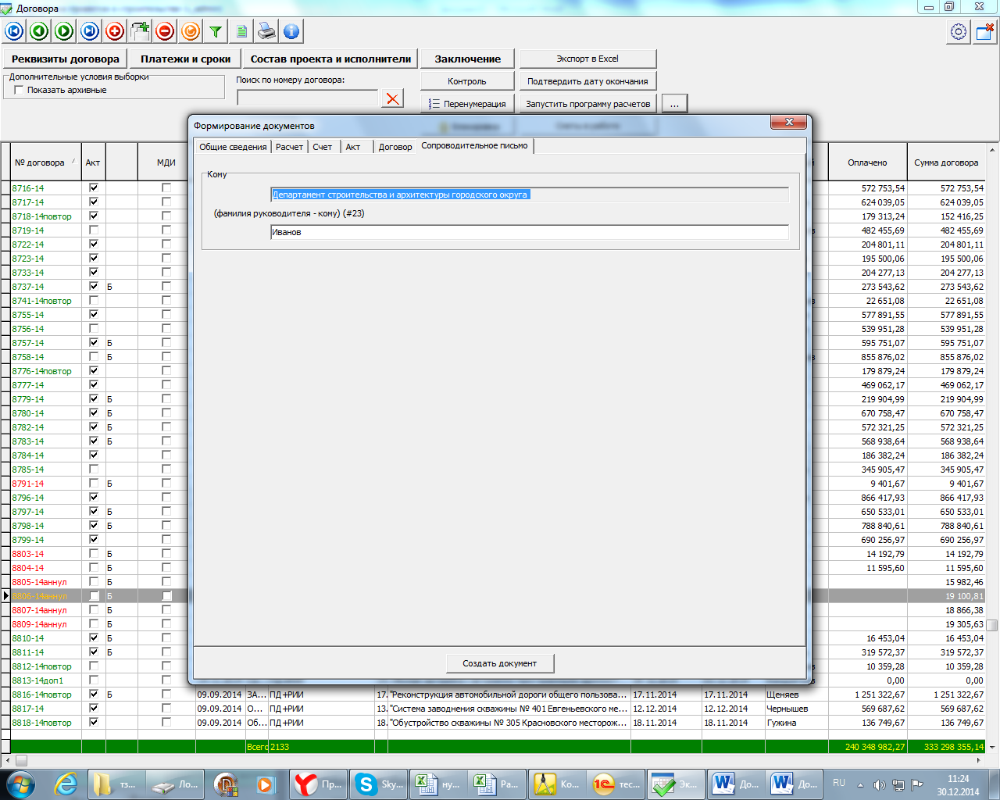 Договора
Реквизиты договора
Платежи и сроки
Состав проекта и исполнители
Заключение
Экспорт в Excel
Дополнительные условия выборки
Показать архивные
Поиск по номеру договора:
Контроль
Подтвердить дату окончания
Перенумерация
Запустить программу расчетов
...
Формирование документов
Общие сведения
Расчет
Счет
Акт
Договор
Сопроводительное письмо
Кому
Департамент строительства и архитектуры городского округа
(фамилия руководителя - кому) (#23)
Иванов
Создать документ
№ договора / Акт МДИ Оплачено Сумма договора
8716-14 572 753,54 572 753,54
8717-14 624 039,05 624 039,05
8718-14повтор 179 313,24 152 416,25
8719-14 482 455,69 482 455,69
8722-14 204 801,11 204 801,11
8723-14 195 500,06 195 500,06
8733-14 204 277,13 204 277,13
8737-14 Б 273 543,62 273 543,62
8741-14повтор 22 651,08 22 651,08
8755-14 577 891,55 577 891,55
8756-14 539 951,28 539 951,28
8757-14 Б 595 751,07 595 751,07
8758-14 Б 855 876,02 855 876,02
8776-14повтор 179 879,24 179 879,24
8777-14 469 062,17 469 062,17
8779-14 Б 219 904,99 219 904,99
8780-14 Б 670 758,47 670 758,47
8782-14 Б 572 321,25 572 321,25
8783-14 Б 568 938,64 568 938,64
8784-14 186 382,24 186 382,24
8785-14 345 905,47 345 905,47
8791-14 Б 9 401,67 9 401,67
8796-14 866 417,93 866 417,93
8797-14 Б 650 533,01 650 533,01
8798-14 Б 788 840,61 788 840,61
8799-14 690 256,97 690 256,97
8803-14 Б 14 192,79 14 192,79
8804-14 Б 11 595,60 11 595,60
8805-14аннул Б 15 982,46
8806-14аннул Б 19 100,81
8807-14аннул Б 18 866,38
8809-14аннул Б 19 305,63
8810-14 Б 16 453,04 16 453,04
8811-14 Б 319 572,37 319 572,37
8812-14повтор 10 359,28 10 359,28
8813-14доп1 0,00 0,00
8816-14повтор Б 09.09.2014 ЗА... ПД+РИИ 17. "Реконструкция автомобильной дороги общего пользова... 17.11.2014 17.11.2014 Щеняев 1 251 322,67 1 251 322,67
8817-14 09.09.2014 О... ПД+РИИ 13. "Система заводнения скважины № 401 Евгеньевского ме... 12.12.2014 12.12.2014 Чернышев 569 687,62 569 687,62
8818-14повтор 09.09.2014 Об... ПД+РИИ 18. "Обустройство скважины № 305 Красновского месторож... 18.11.2014 18.11.2014 Гужина 136 749,67 136 749,67
Всего 2133 240 348 982,27 333 298 355,14
тз... Ло... Пр... Sky... ну... Ра... Ко... тес... Эк... До... До... RU 11:24
30.12.2014